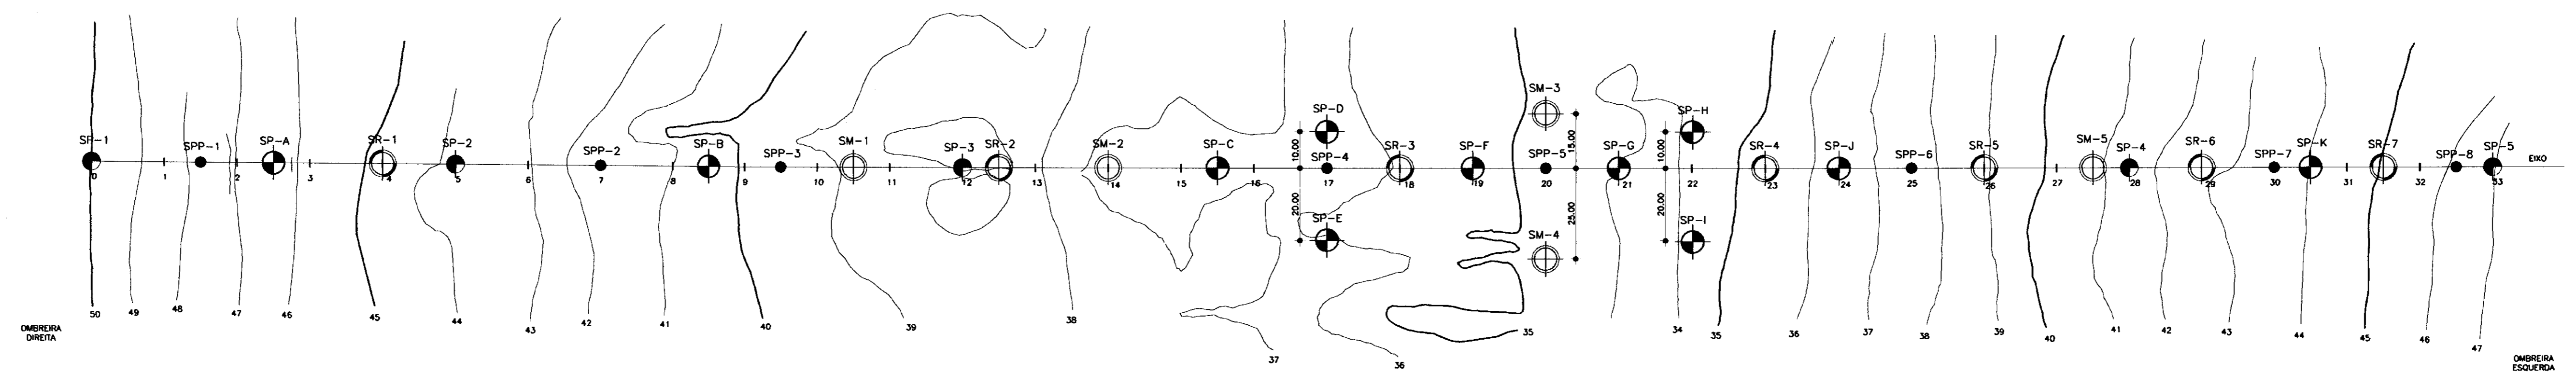 SM-3
SP-D
SP-H
SP-1
SPP-1
SP-A
SR-1
SP-2
SPP-2
SP-B
SPP-3
SM-1
SP-3
SR-2
SM-2
SP-C
10.00
SPP-4
SR-3
SP-F
SPP-5
15.00
SP-G
10.00
SR-4
SP-J
SPP-6
SR-5
SM-5
SP-4
SR-6
SPP-7
SP-K
SR-7
SPP-8
SP-5
EIXO
0 1 2 3 4 5 6 7 8 9 10 11 12 13 14 15 16 17 18 19 20 21 22 23 24 25 26 27 28 29 30 31 32 33
20.00
SP-E
25.00
SM-4
20.00
SP-I
50 49 48 47 46 45 44 43 42 41 40 39 38 37 36 35 34 35 36 37 38 39 40 41 42 43 44 45 46 47
OMBREIRA
DIREITA
OMBREIRA
ESQUERDA